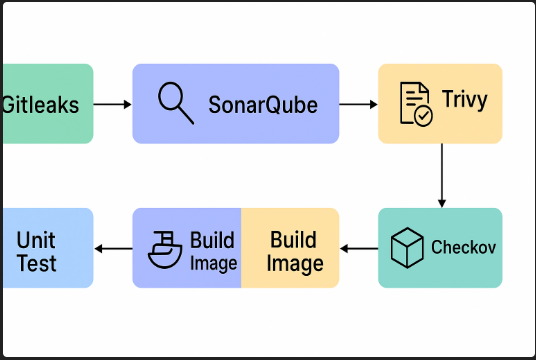 Gitleaks
SonarQube
Trivy
Unit
Test
Build
Image
Build
Image
Checkov